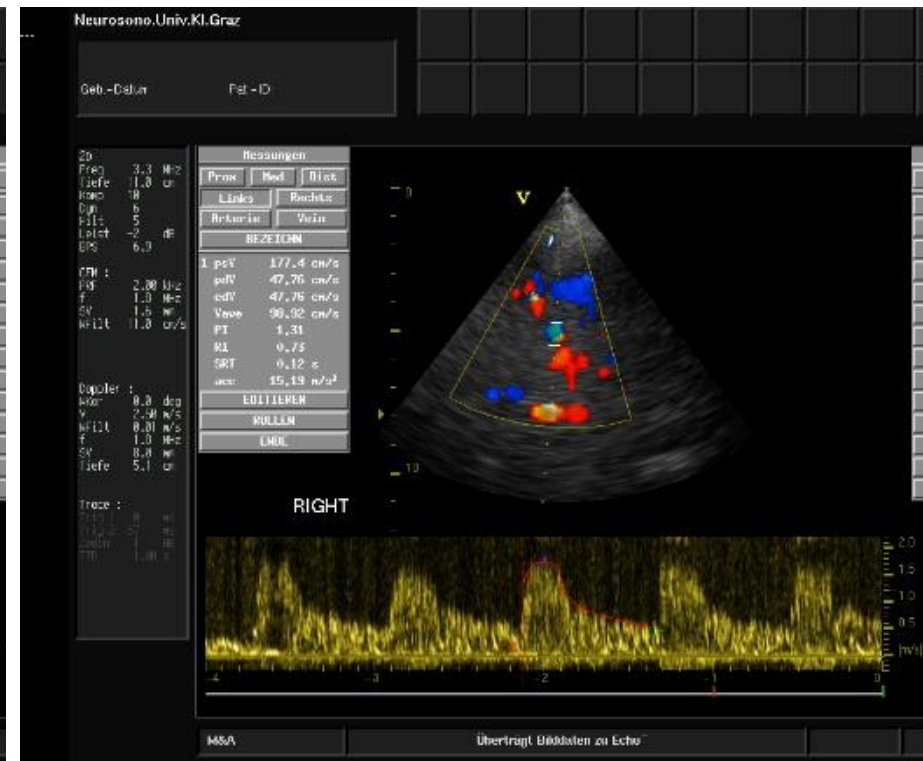 Neurosono.Univ.Kl.Graz
Geb.-Datum Pat-ID
2D
Freq 3.3 MHz
Tiefe 11.0 cm
Komp 10
Dyn 6
Filt 5
Leist -2 dB
BPS 6.9
CFM :
PRF 2.00 kHz
f 1.8 MHz
SV 1.6 mm
WFilt 11.0 cm/s
Doppler :
WKor 0.0 deg
V 2.50 m/s
WFilt 0.01 m/s
f 1.8 MHz
SV 8.0 mm
Tiefe 5.1 cm
Trace :
Messungen
Prox Med Dist
Links Rechts
Arterie Vein
BEZEICHN
1 psV 177.4 cm/s
pdV 47.76 cm/s
edV 47.76 cm/s
Vave 90.92 cm/s
PI 1.31
RI 0.73
SRT 0.12 s
acc 15.19 m/s²
EDITIEREN
ROLLEN
ENDE
0
V
10
RIGHT
2.0
1.5
1.0
0.5
[m/s]
-4 -3 -2 -1 0
M&A Überträgt Bilddaten zu Echo